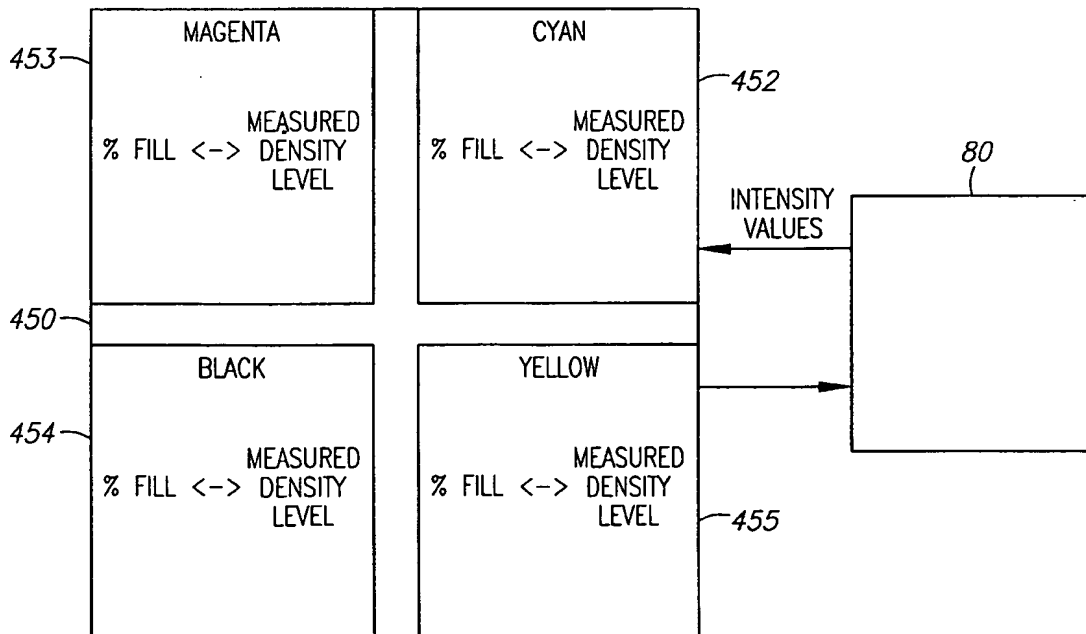 MAGENTA
453
% FILL <-> MEASURED
DENSITY
LEVEL
CYAN
452
% FILL <-> MEASURED
DENSITY
LEVEL
80
INTENSITY
VALUES
450
BLACK
454
% FILL <-> MEASURED
DENSITY
LEVEL
YELLOW
455
% FILL <-> MEASURED
DENSITY
LEVEL